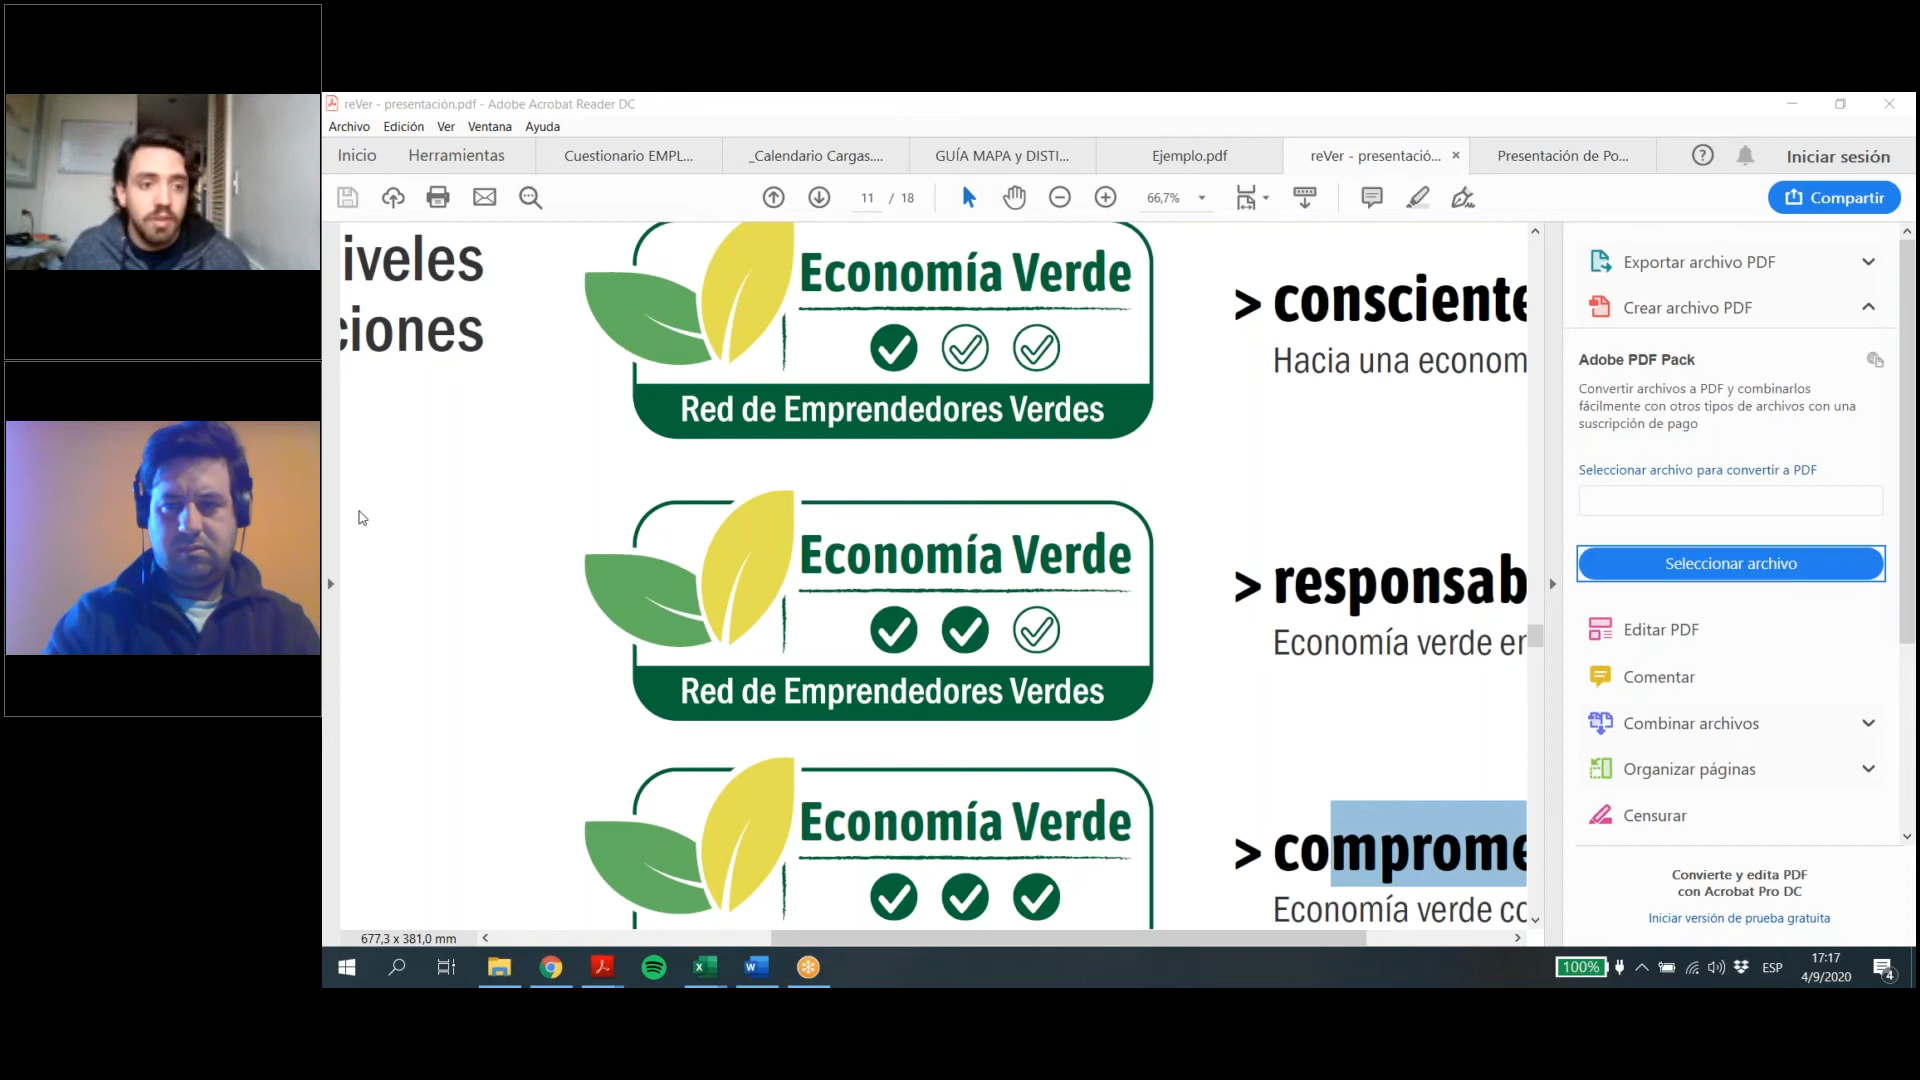 reVer - presentación.pdf - Adobe Acrobat Reader DC
Archivo Edición Ver Ventana Ayuda
Inicio Herramientas Cuestionario EMPL... _Calendario Cargas.... GUÍA MAPA y DISTI... Ejemplo.pdf reVer - presentació... × Presentación de Po... Iniciar sesión
11 / 18 66,7% Compartir
iveles
ciones
Economía Verde
Red de Emprendedores Verdes
> consciente
Hacia una econom
Economía Verde
Red de Emprendedores Verdes
> responsab
Economía verde en
Economía Verde
> comprome
Economía verde co
677,3 x 381,0 mm
Exportar archivo PDF
Crear archivo PDF
Adobe PDF Pack
Convertir archivos a PDF y combinarlos
fácilmente con otros tipos de archivos con una
suscripción de pago
Seleccionar archivo para convertir a PDF
Seleccionar archivo
Editar PDF
Comentar
Combinar archivos
Organizar páginas
Censurar
Convierte y edita PDF
con Acrobat Pro DC
Iniciar versión de prueba gratuita
100% ESP
17:17
4/9/2020
4